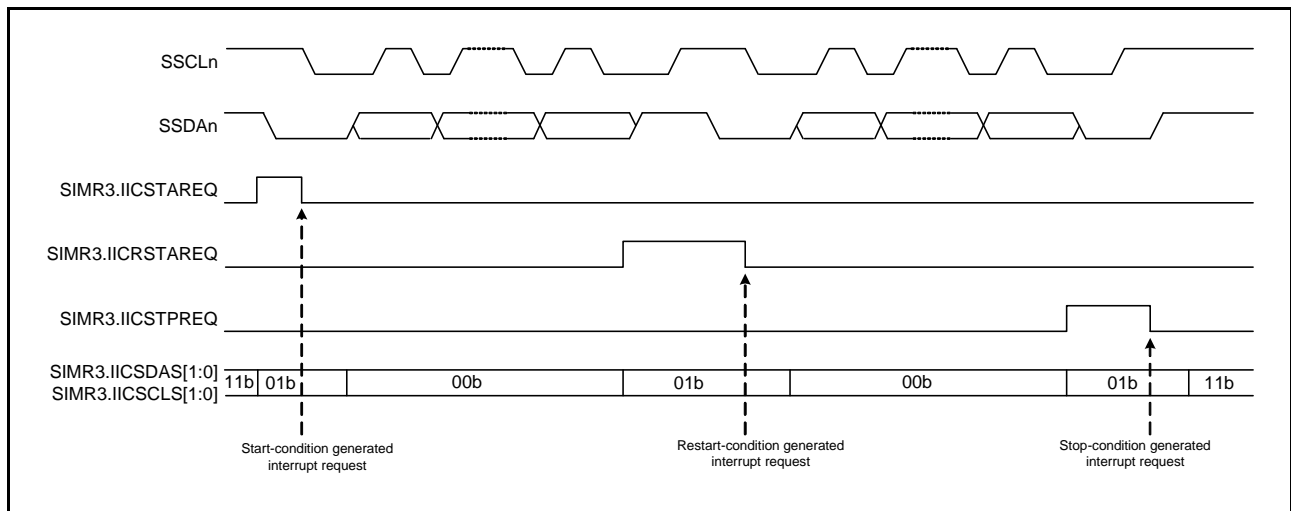 SSCLn
SSDAn
SIMR3.IICSTAREQ
SIMR3.IICRSTAREQ
SIMR3.IICSTPREQ
SIMR3.IICSDAS[1:0]
SIMR3.IICSCLS[1:0]
11b 01b 00b 01b 00b 01b 11b
Start-condition generated
interrupt request
Restart-condition generated
interrupt request
Stop-condition generated
interrupt request